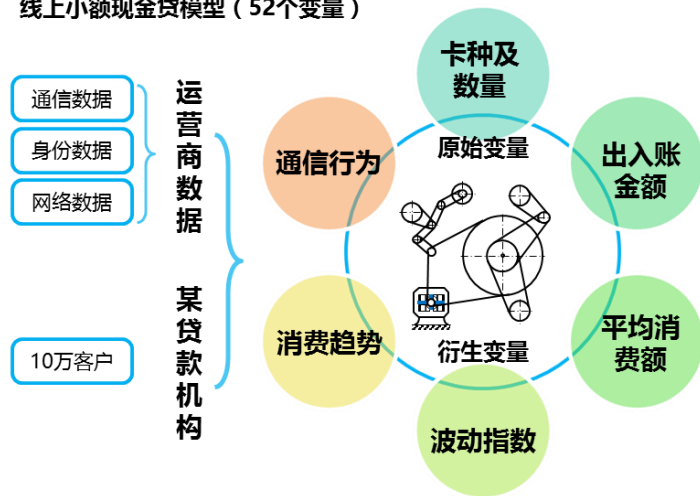 线上小额现金贷模型（52个变量）
通信数据
身份数据
网络数据
运营商数据
某贷款机构
10万客户
卡种及
数量
原始变量
通信行为
出入账
金额
消费趋势
衍生变量
平均消
费额
波动指数